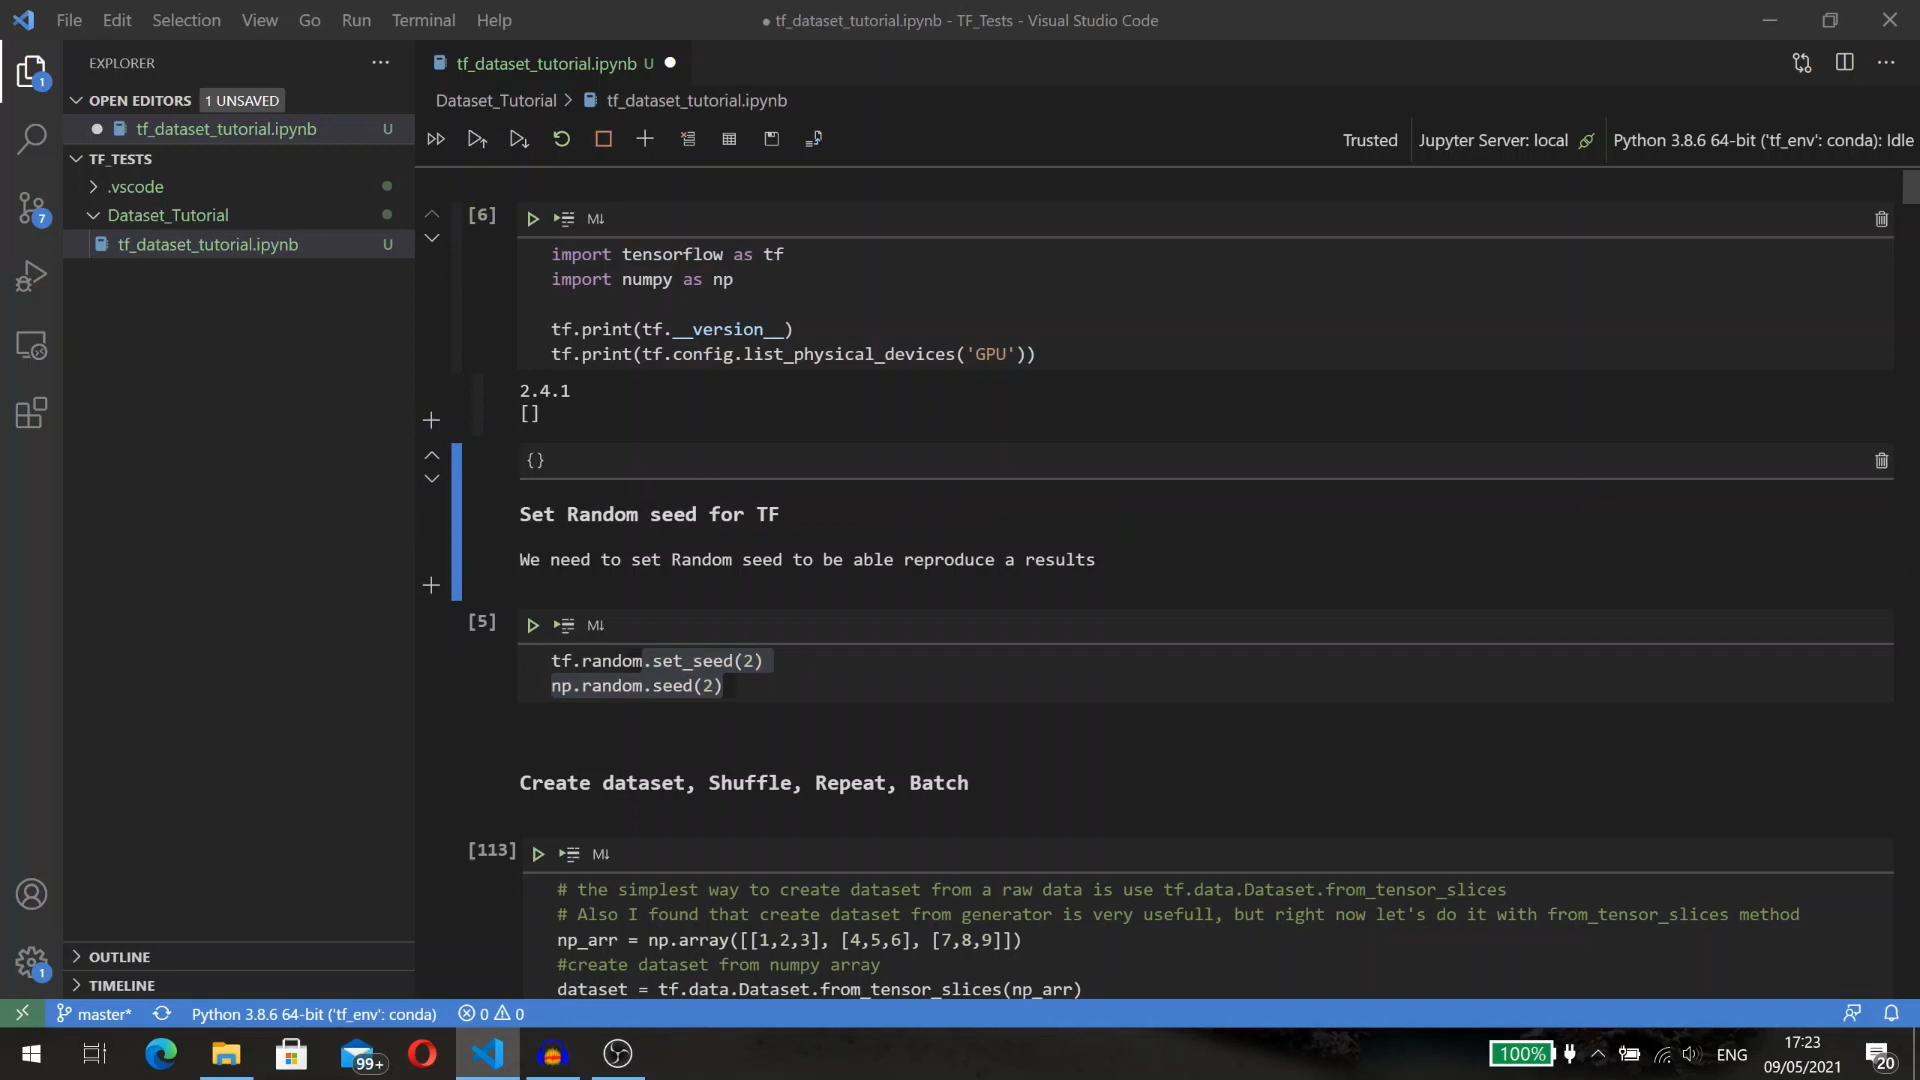 File Edit Selection View Go Run Terminal Help
● tf_dataset_tutorial.ipynb - TF_Tests - Visual Studio Code
EXPLORER
OPEN EDITORS 1 UNSAVED
tf_dataset_tutorial.ipynb U
TF_TESTS
.vscode
Dataset_Tutorial
tf_dataset_tutorial.ipynb U
OUTLINE
TIMELINE
1
7
1
tf_dataset_tutorial.ipynb U
Dataset_Tutorial > tf_dataset_tutorial.ipynb
Trusted Jupyter Server: local Python 3.8.6 64-bit ('tf_env': conda): Idle
[6] M↓
import tensorflow as tf
import numpy as np
tf.print(tf.__version__)
tf.print(tf.config.list_physical_devices('GPU'))
2.4.1
[]
{}
Set Random seed for TF
We need to set Random seed to be able reproduce a results
[5] M↓
tf.random.set_seed(2)
np.random.seed(2)
Create dataset, Shuffle, Repeat, Batch
[113] M↓
# the simplest way to create dataset from a raw data is use tf.data.Dataset.from_tensor_slices
# Also I found that create dataset from generator is very usefull, but right now let's do it with from_tensor_slices method
np_arr = np.array([[1,2,3], [4,5,6], [7,8,9]])
#create dataset from numpy array
dataset = tf.data.Dataset.from_tensor_slices(np_arr)
master* Python 3.8.6 64-bit ('tf_env': conda) 0 0
99+
100% ENG
17:23
09/05/2021
20